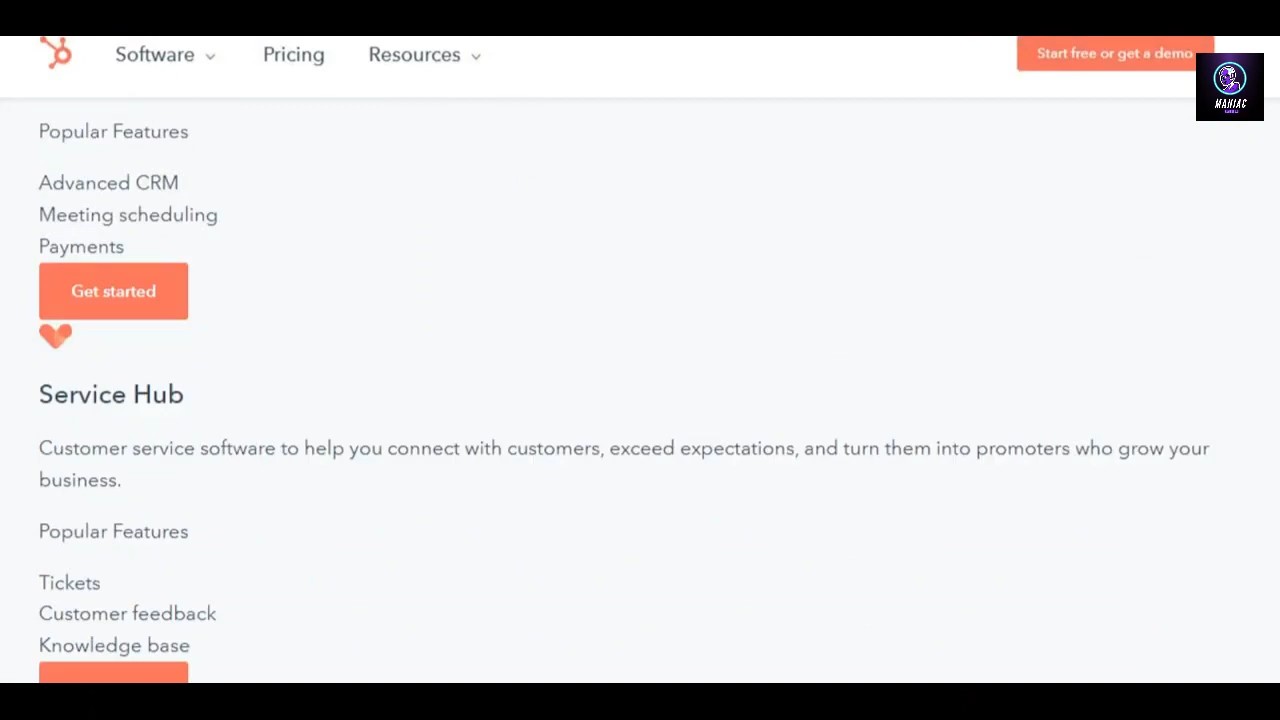 Software
Pricing
Resources
Start free or get a demo
MANIAC
Popular Features
Advanced CRM
Meeting scheduling
Payments
Get started
Service Hub
Customer service software to help you connect with customers, exceed expectations, and turn them into promoters who grow your
business.
Popular Features
Tickets
Customer feedback
Knowledge base